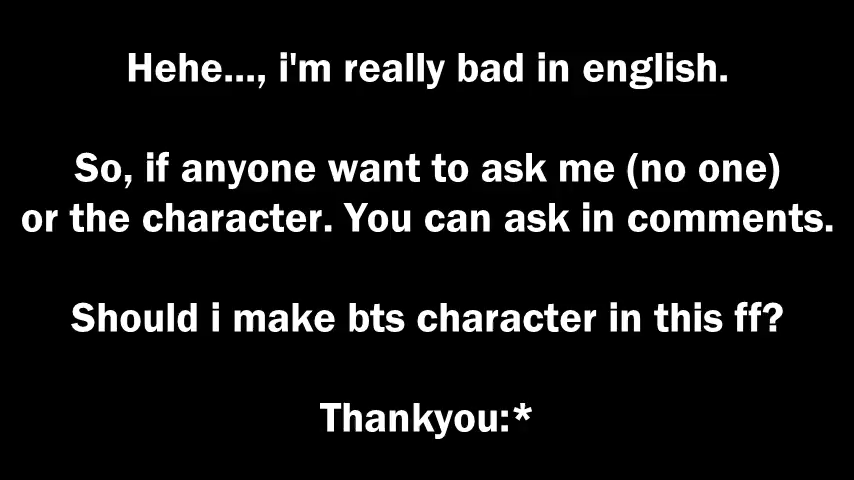 Hehe..., i'm really bad in english.
So, if anyone want to ask me (no one)
or the character. You can ask in comments.
Should i make bts character in this ff?
Thankyou:*